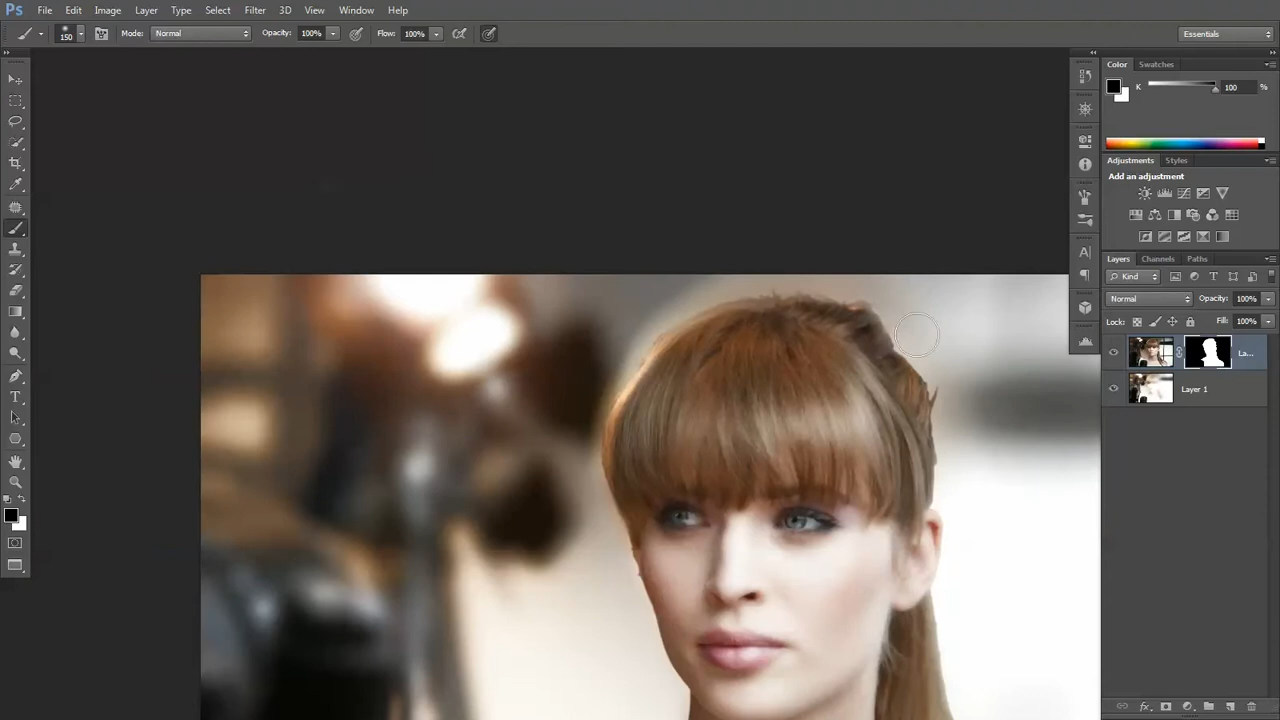 Ps File Edit Image Layer Type Select Filter 3D View Window Help
150 Mode: Normal Opacity: 100% Flow: 100% Essentials
Color Swatches
K 100 %
Adjustments Styles
Add an adjustment
Layers Channels Paths
Kind
Normal Opacity: 100%
Lock: Fill: 100%
La...
Layer 1